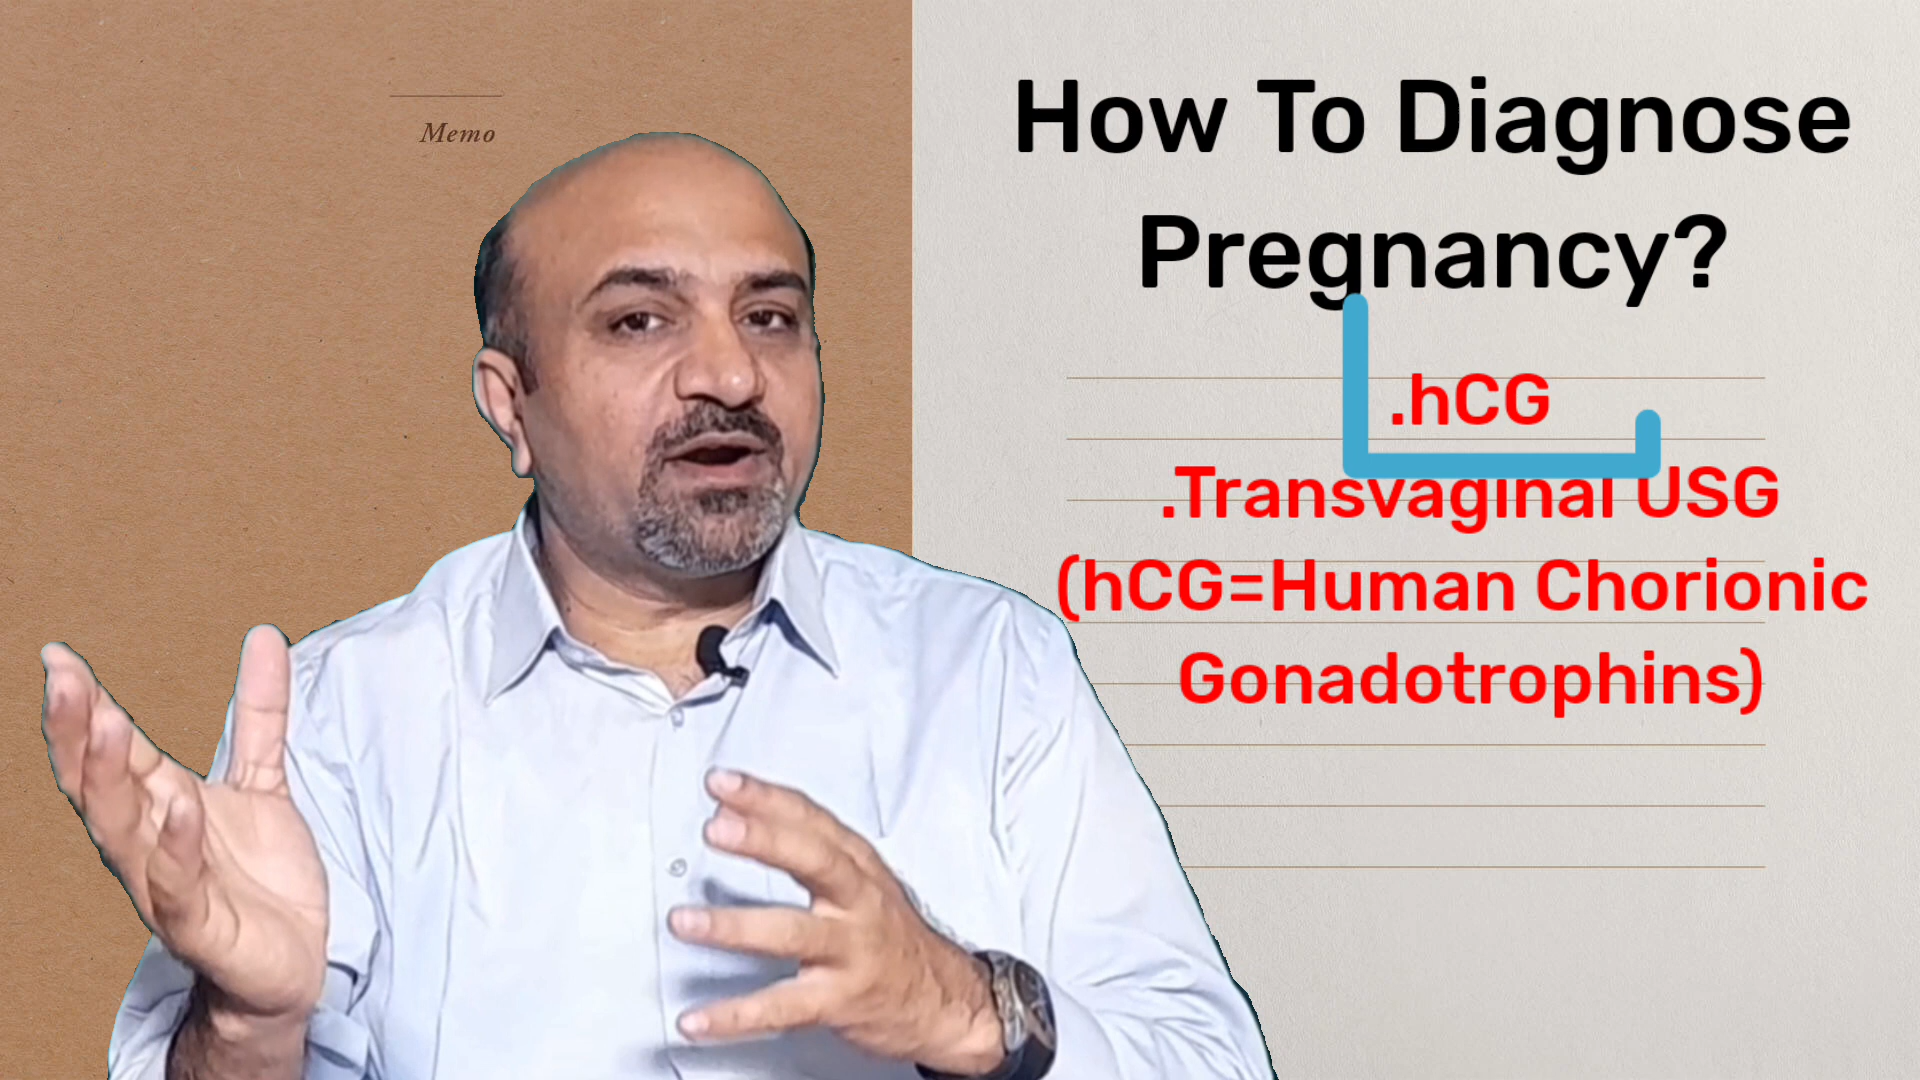 Memo
How To Diagnose
Pregnancy?
.hCG
.Transvaginal USG
(hCG=Human Chorionic
Gonadotrophins)